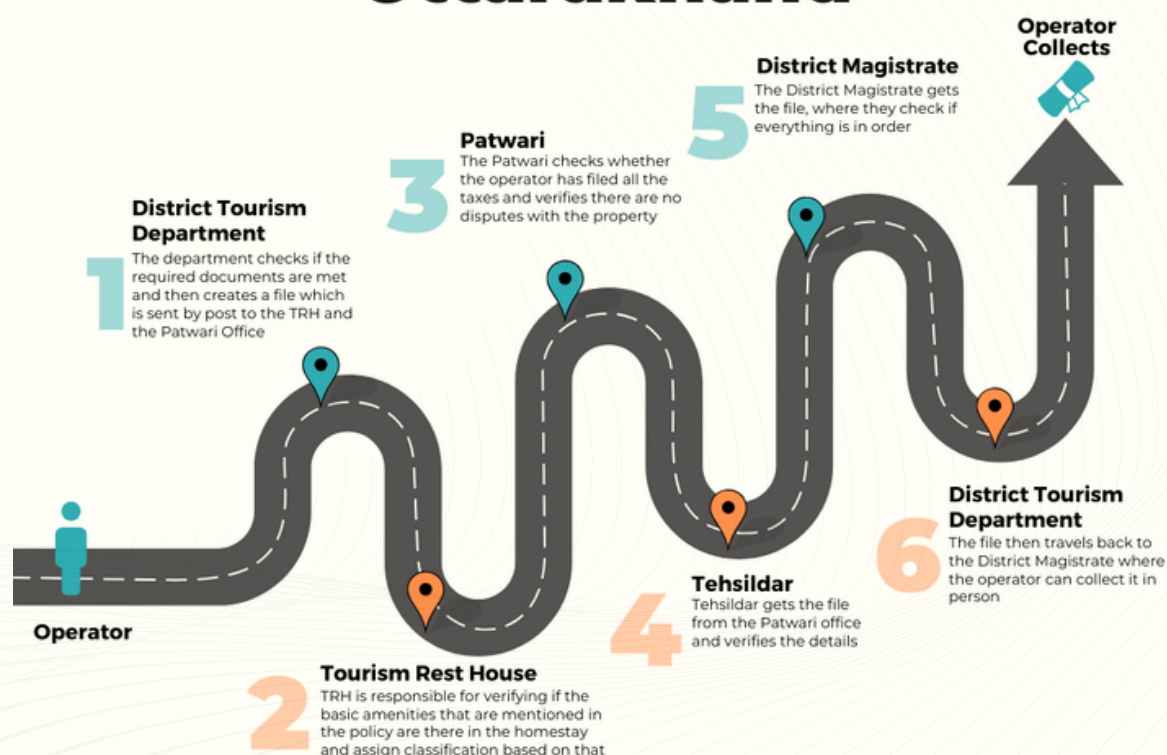 Uttarakhand
Operator
Collects
District Magistrate
5
The District Magistrate gets
the file, where they check if
everything is in order
Patwari
3
The Patwari checks whether
the operator has filed all the
taxes and verifies there are no
disputes with the property
District Tourism
Department
1
The department checks if the
required documents are met
and then creates a file which
is sent by post to the TRH and
the Patwari Office
Operator
2
Tourism Rest House
TRH is responsible for verifying if the
basic amenities that are mentioned in
the policy are there in the homestay
and assign classification based on that
4
Tehsildar
Tehsildar gets the file
from the Patwari office
and verifies the details
6
District Tourism
Department
The file then travels back to
the District Magistrate where
the operator can collect it in
person